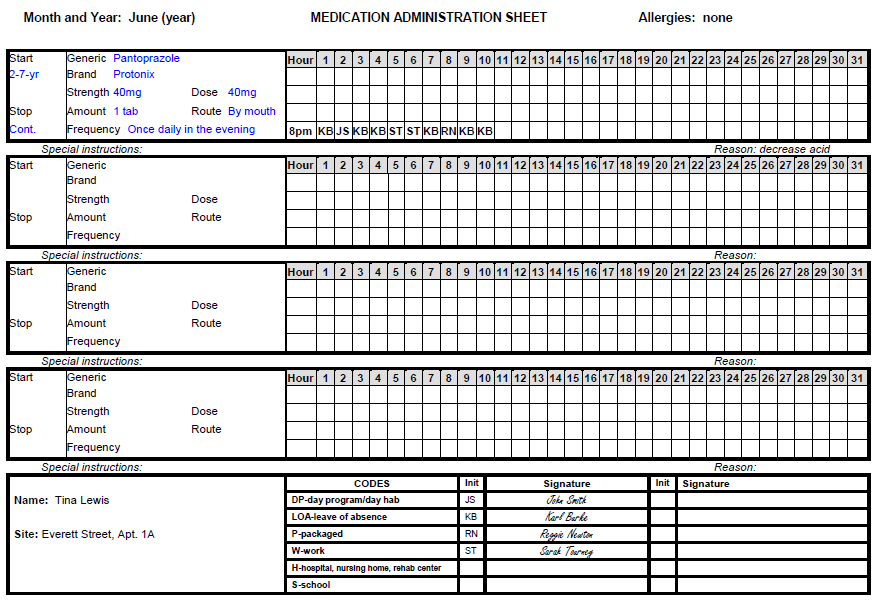 Month and Year: June (year) MEDICATION ADMINISTRATION SHEET Allergies: none
Start Generic Pantoprazole Hour 1 2 3 4 5 6 7 8 9 10 11 12 13 14 15 16 17 18 19 20 21 22 23 24 25 26 27 28 29 30 31
2-7-yr Brand Protonix
Strength 40mg Dose 40mg
Stop Amount 1 tab Route By mouth
Cont. Frequency Once daily in the evening 8pm KB JS KB KB ST ST KB RN KB KB
Special instructions: Reason: decrease acid
Start Generic Hour 1 2 3 4 5 6 7 8 9 10 11 12 13 14 15 16 17 18 19 20 21 22 23 24 25 26 27 28 29 30 31
Brand
Strength Dose
Stop Amount Route
Frequency
Special instructions: Reason:
Start Generic Hour 1 2 3 4 5 6 7 8 9 10 11 12 13 14 15 16 17 18 19 20 21 22 23 24 25 26 27 28 29 30 31
Brand
Strength Dose
Stop Amount Route
Frequency
Special instructions: Reason:
Start Generic Hour 1 2 3 4 5 6 7 8 9 10 11 12 13 14 15 16 17 18 19 20 21 22 23 24 25 26 27 28 29 30 31
Brand
Strength Dose
Stop Amount Route
Frequency
Special instructions: Reason:
CODES Init Signature Init Signature
Name: Tina Lewis DP-day program/day hab JS John Smith
LOA-leave of absence KB Karl Burke
Site: Everett Street, Apt. 1A P-packaged RN Reggie Newton
W-work ST Sarah Tourney
H-hospital, nursing home, rehab center
S-school